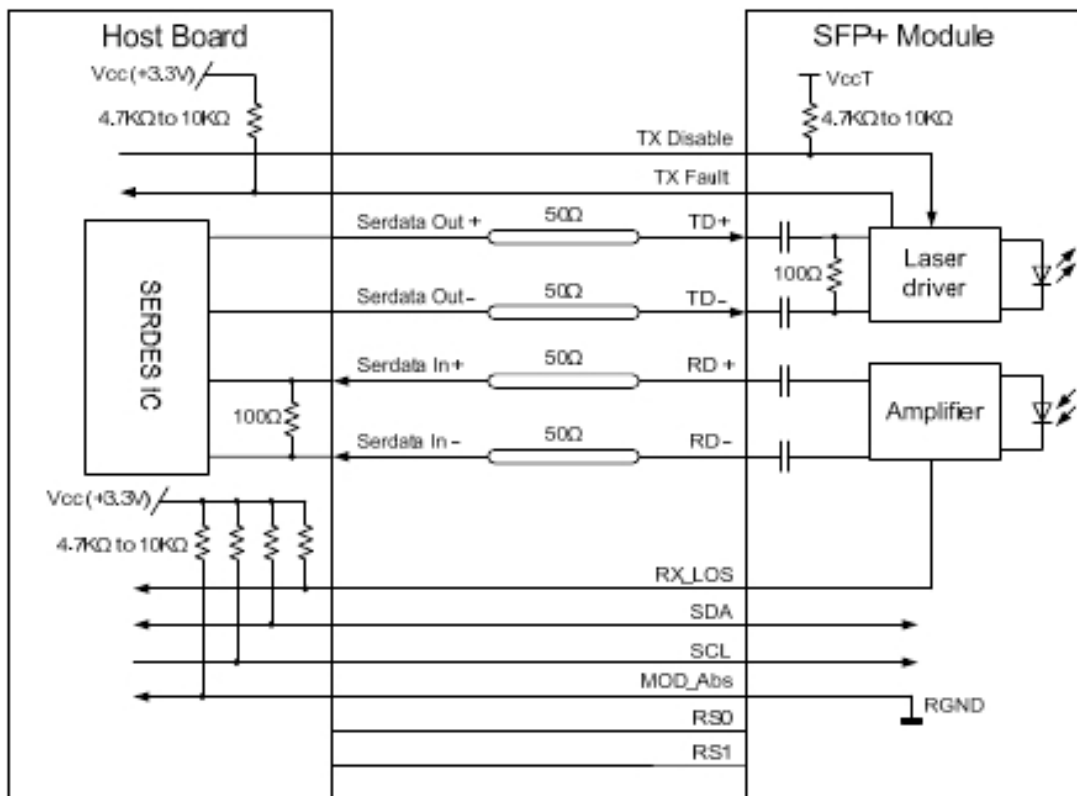 Host Board
SFP+ Module
Vcc(+3.3V)
VccT
4.7KΩ to 10KΩ
4.7KΩ to 10KΩ
TX Disable
TX Fault
Serdata Out +
50Ω
TD+
Laser
driver
100Ω
Serdata Out-
50Ω
TD-
SERDES IC
Serdata In+
50Ω
RD +
Amplifier
100Ω
Serdata In-
50Ω
RD-
Vcc(+3.3V)
4.7KΩ to 10KΩ
RX_LOS
SDA
SCL
MOD_Abs
RGND
RS0
RS1